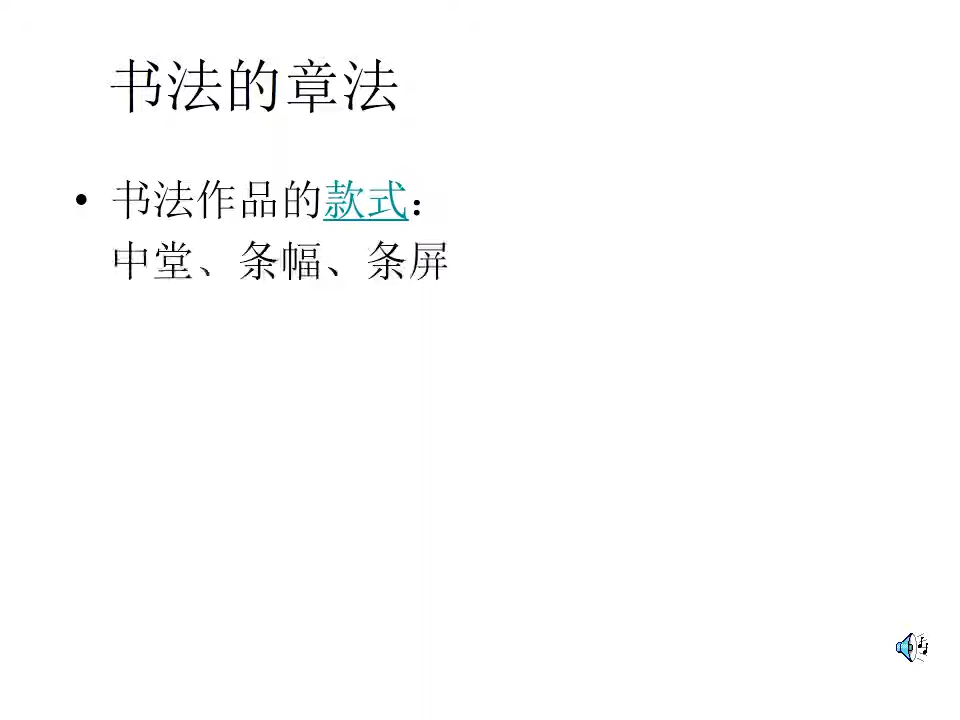 书法的章法
• 书法作品的款式：
中堂、条幅、条屏